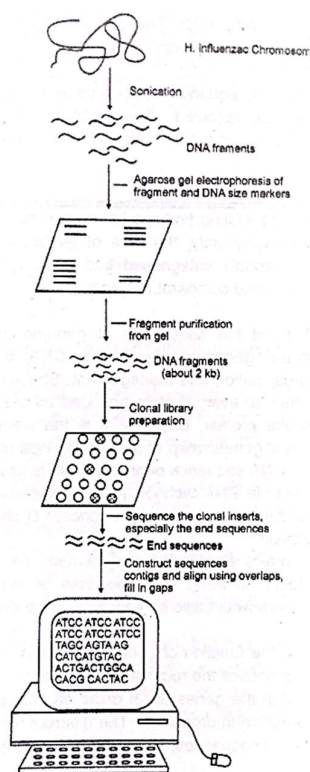 H. Influenzac Chromosom
Sonication
DNA framents
Agarose gel electrophoresis of
fragment and DNA size markers
Fragment purification
from gel
DNA fragments
(about 2 kb)
Clonal library
preparation
Sequence the clonal inserts,
especially the end sequences
End sequences
Construct sequences
contigs and align using overlaps,
fill in gaps
ATCC ATCC ATCC
ATCC ATCC ATCC
TAGC AGTA AG
CATCATGTAC
ACTGACTGGCA
CACG CACTAC